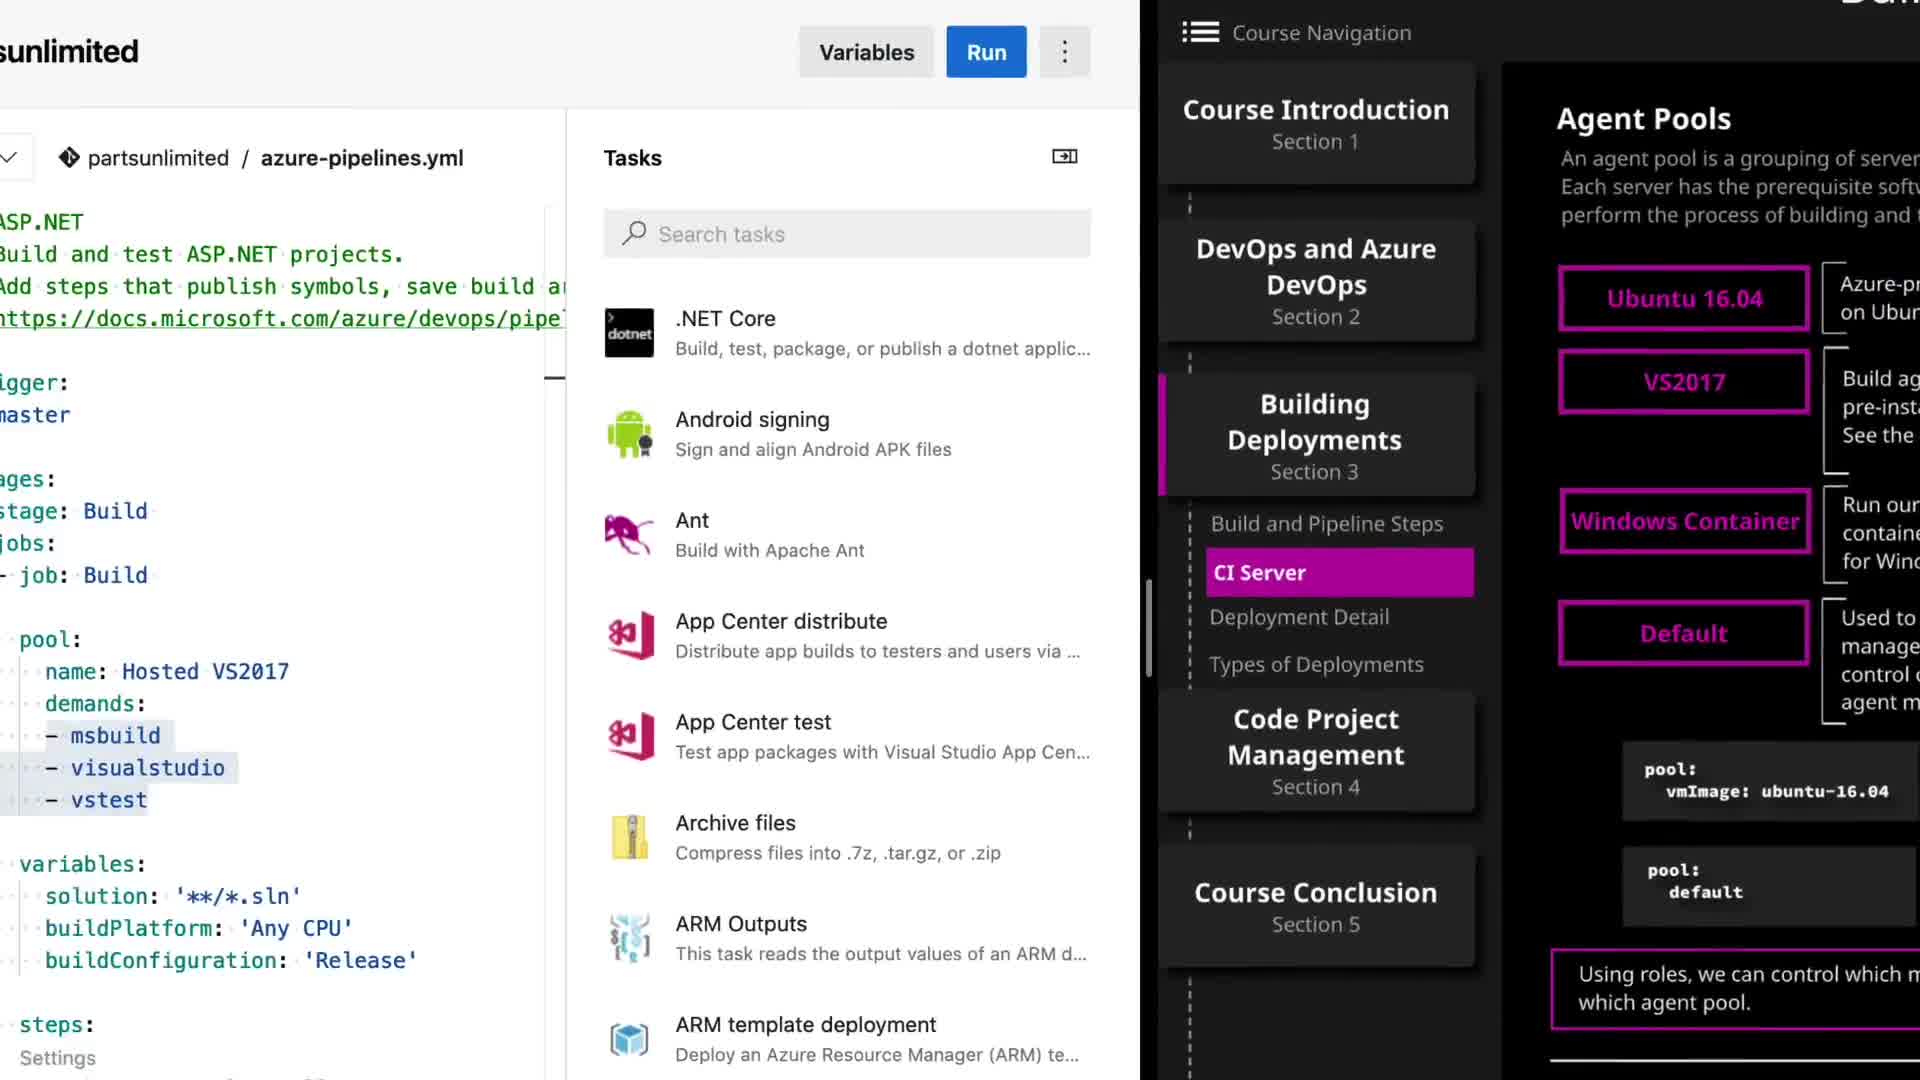 sunlimited
Variables
Run
partsunlimited / azure-pipelines.yml
ASP.NET
Build and test ASP.NET projects.
Add steps that publish symbols, save build
https://docs.microsoft.com/azure/devops/pipel
igger:
master
ages:
stage: Build
jobs:
- job: Build
pool:
name: Hosted VS2017
demands:
- msbuild
- visualstudio
- vstest
variables:
solution: '**/*.sln'
buildPlatform: 'Any CPU'
buildConfiguration: 'Release'
steps:
Settings
Tasks
Search tasks
dotnet
.NET Core
Build, test, package, or publish a dotnet applic...
Android signing
Sign and align Android APK files
Ant
Build with Apache Ant
App Center distribute
Distribute app builds to testers and users via ...
App Center test
Test app packages with Visual Studio App Cen...
Archive files
Compress files into .7z, .tar.gz, or .zip
ARM Outputs
This task reads the output values of an ARM d...
ARM template deployment
Deploy an Azure Resource Manager (ARM) te...
Course Navigation
Course Introduction
Section 1
DevOps and Azure
DevOps
Section 2
Building
Deployments
Section 3
Build and Pipeline Steps
CI Server
Deployment Detail
Types of Deployments
Code Project
Management
Section 4
Course Conclusion
Section 5
Agent Pools
An agent pool is a grouping of server
Each server has the prerequisite softw
perform the process of building and
Ubuntu 16.04
Azure-pr
on Ubun
VS2017
Build ag
pre-insta
See the
Windows Container
Run our
containe
for Wind
Default
Used to
manage
control
agent m
pool:
vmImage: ubuntu-16.04
pool:
default
Using roles, we can control which m
which agent pool.